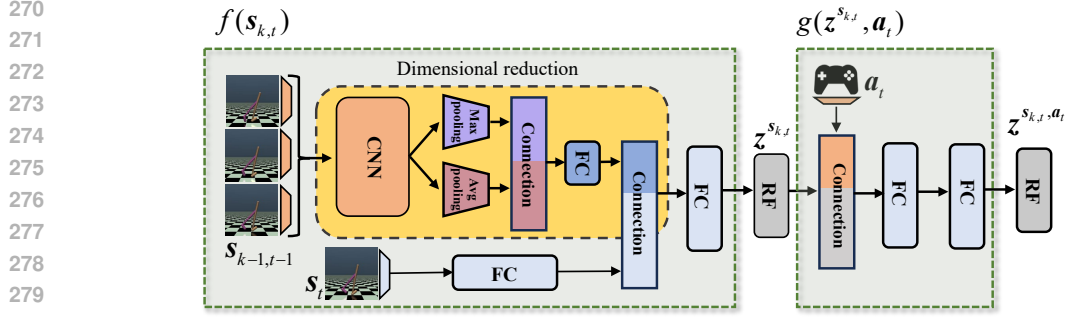 270
271
272
273
274
275
276
277
278
279
f(s_{k,t})
g(z^{s_{k,t}}, a_t)
Dimensional reduction
CNN
Max pooling
Avg pooling
Connection
FC
Connection
FC
z^{s_{k,t}}
RF
a_t
Connection
FC
FC
z^{s_{k,t}, a_t}
RF
s_{k-1,t-1}
s_t
FC